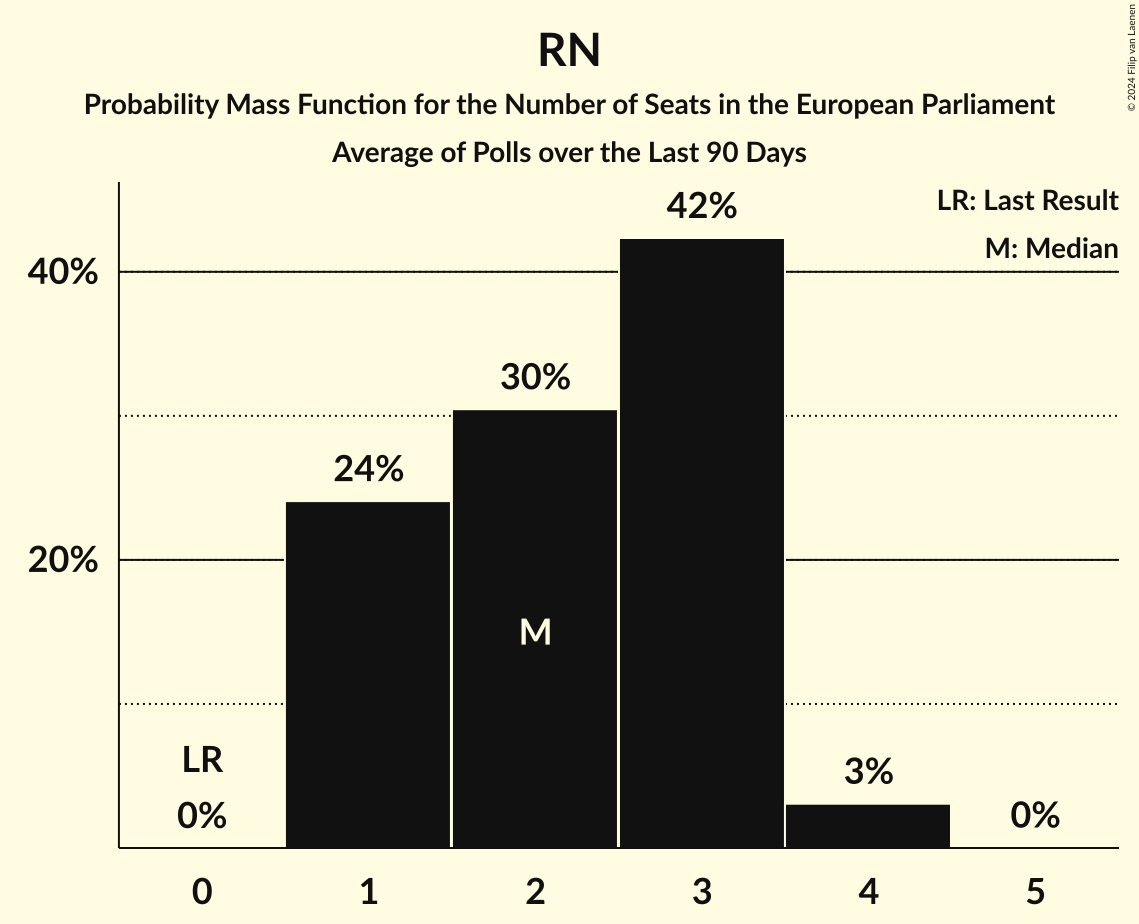 RN
Probability Mass Function for the Number of Seats in the European Parliament
Average of Polls over the Last 90 Days
© 2024 Filip van Laenen
LR: Last Result
M: Median
42%
40%
30%
24%
20%
M
LR
0%
3%
0%
0 1 2 3 4 5